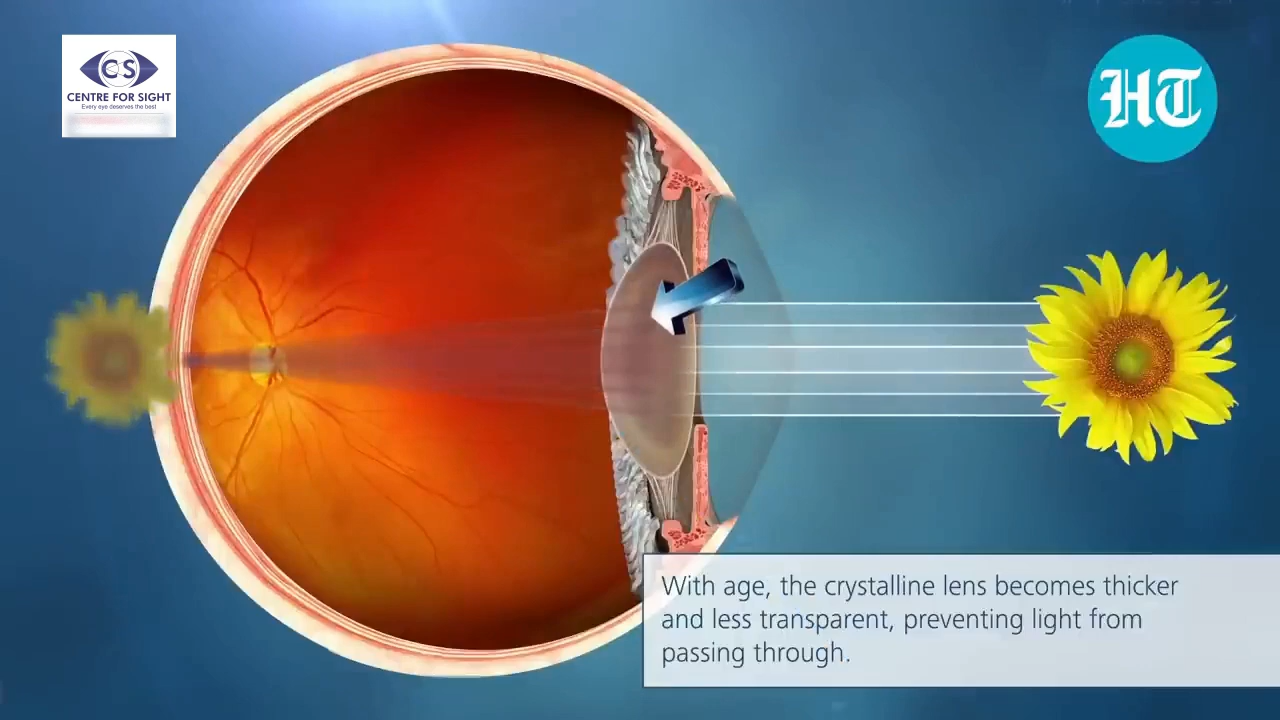 CS
CENTRE FOR SIGHT
Every eye deserves the best
HT
With age, the crystalline lens becomes thicker
and less transparent, preventing light from
passing through.